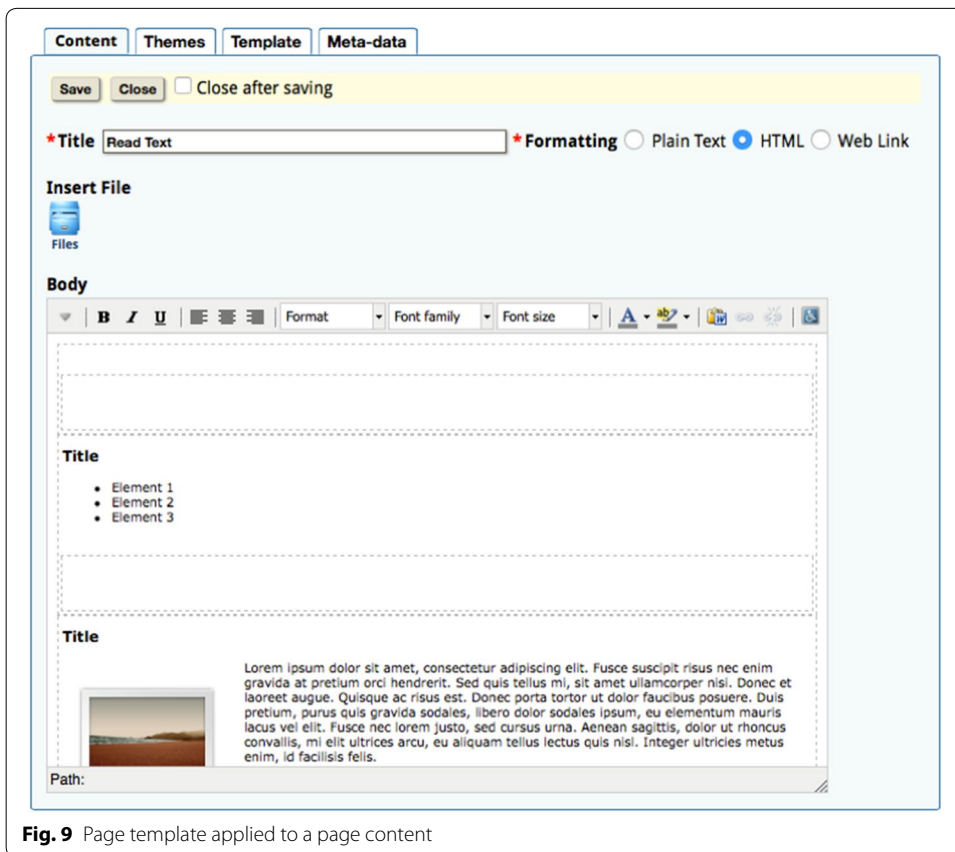 Content Themes Template Meta-data
Save Close Close after saving
*Title Read Text *Formatting Plain Text HTML Web Link
Insert File
Files
Body
B I U Format Font family Font size A ab
Title
• Element 1
• Element 2
• Element 3
Title
Lorem ipsum dolor sit amet, consectetur adipiscing elit. Fusce suscipit risus nec enim
gravida at pretium orci hendrerit. Sed quis tellus mi, sit amet ullamcorper nisi. Donec et
laoreet augue. Quisque ac risus est. Donec porta tortor ut dolor faucibus posuere. Duis
pretium, purus quis gravida sodales, libero dolor sodales ipsum, eu elementum mauris
lacus vel elit. Fusce nec lorem justo, sed cursus urna. Aenean sagittis, dolor ut rhoncus
convallis, mi elit ultrices arcu, eu aliquam tellus lectus quis nisl. Integer ultricies metus
enim, id facilisis felis.
Path:
Fig. 9 Page template applied to a page content